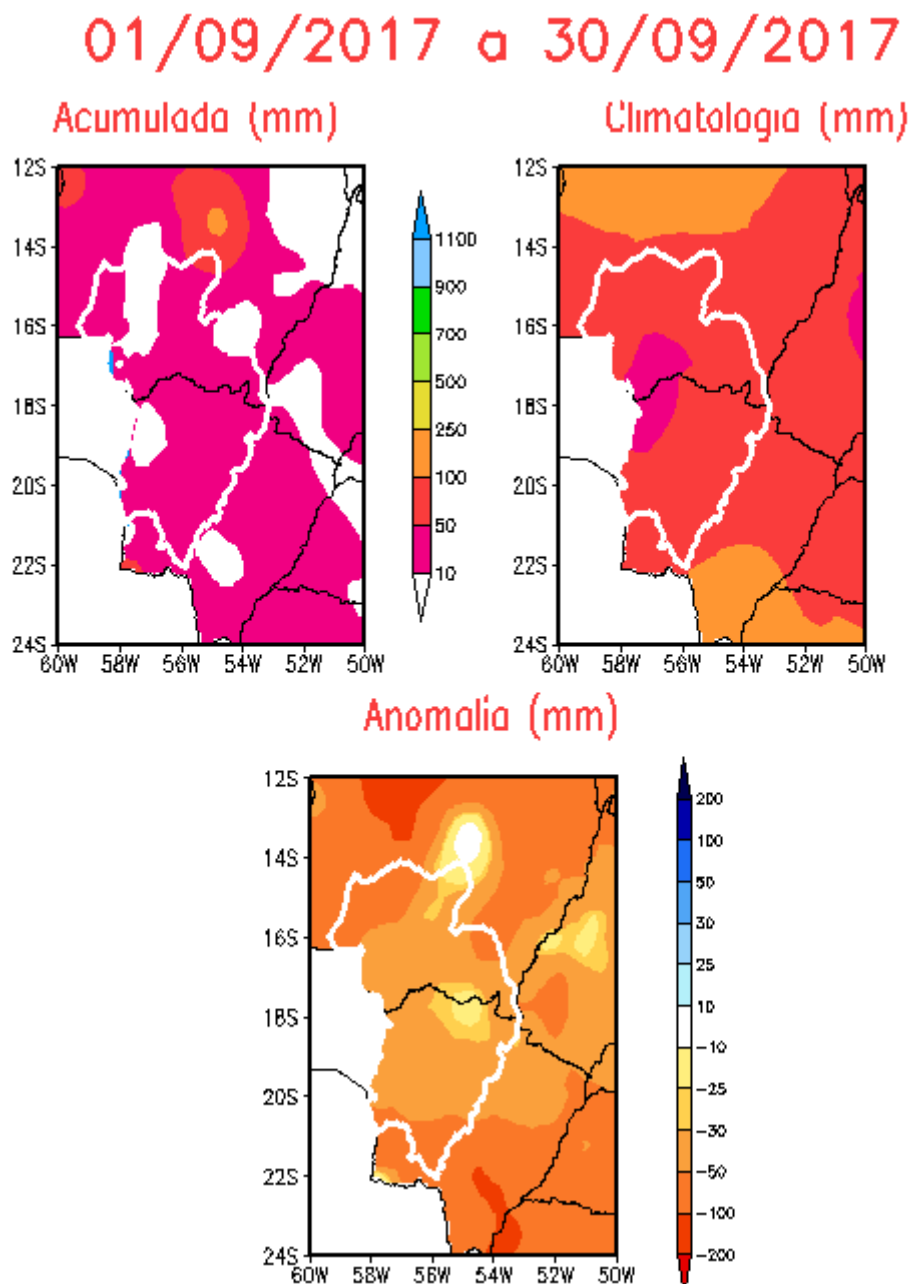 01/09/2017 a 30/09/2017
Acumulada (mm)
Climatologia (mm)
12S
14S
16S
18S
20S
22S
24S
60W 58W 56W 54W 52W 50W
1100
900
700
500
250
100
50
10
12S
14S
16S
18S
20S
22S
24S
60W 58W 56W 54W 52W 50W
Anomalia (mm)
12S
14S
16S
18S
20S
22S
24S
60W 58W 56W 54W 52W 50W
200
100
50
30
25
10
-10
-25
-30
-50
-100
-200